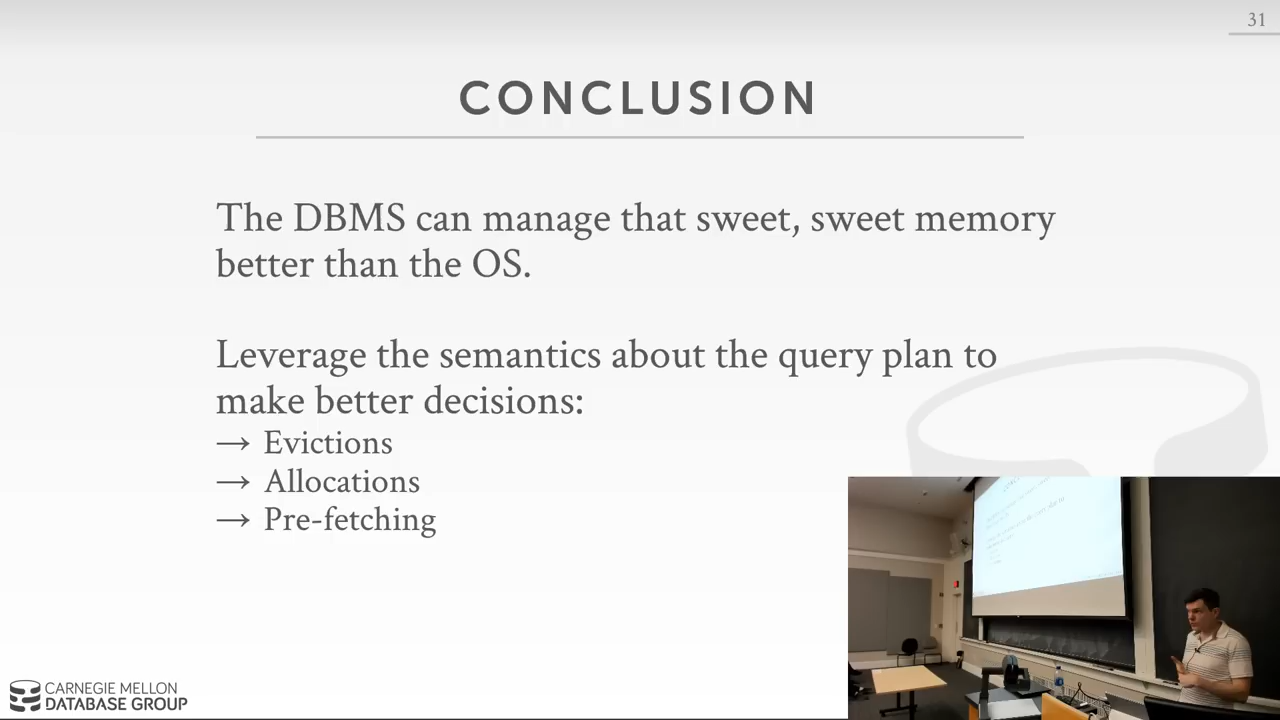 31
CONCLUSION
The DBMS can manage that sweet, sweet memory
better than the OS.
Leverage the semantics about the query plan to
make better decisions:
→ Evictions
→ Allocations
→ Pre-fetching
CARNEGIE MELLON
DATABASE GROUP